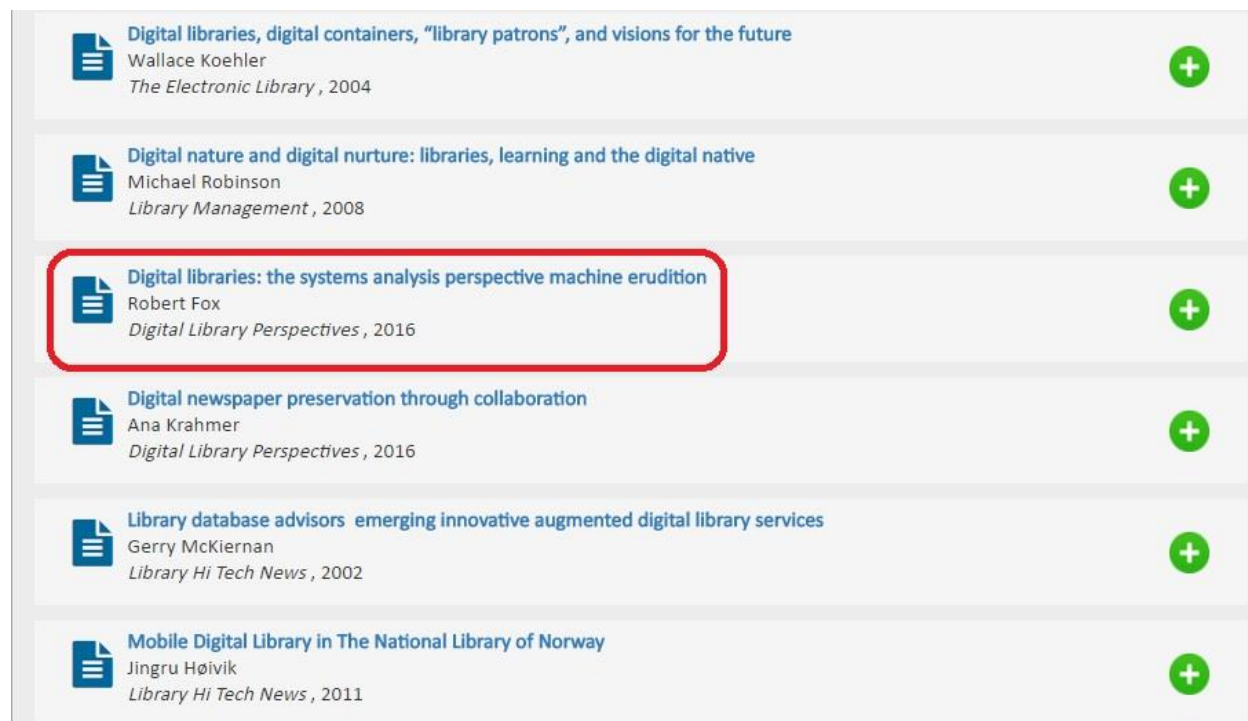 Digital libraries, digital containers, “library patrons”, and visions for the future
Wallace Koehler
The Electronic Library , 2004
Digital nature and digital nurture: libraries, learning and the digital native
Michael Robinson
Library Management , 2008
Digital libraries: the systems analysis perspective machine erudition
Robert Fox
Digital Library Perspectives , 2016
Digital newspaper preservation through collaboration
Ana Krahmer
Digital Library Perspectives , 2016
Library database advisors  emerging innovative augmented digital library services
Gerry McKiernan
Library Hi Tech News , 2002
Mobile Digital Library in The National Library of Norway
Jingru Høivik
Library Hi Tech News , 2011